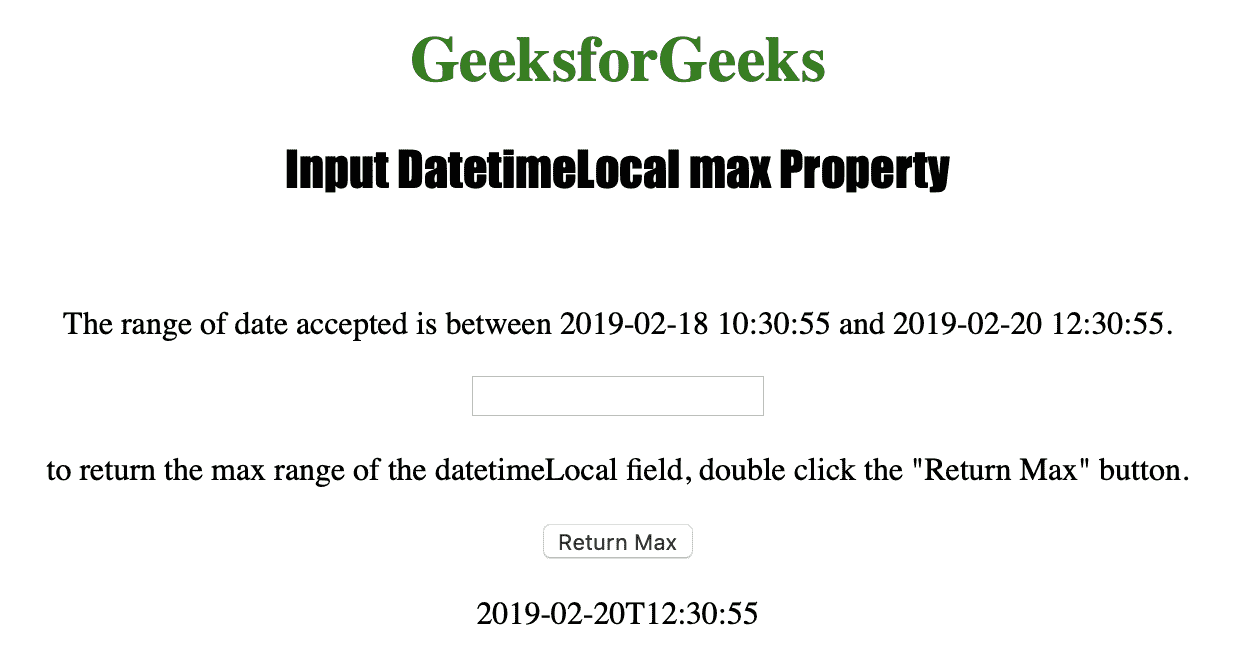 GeeksforGeeks
Input DatetimeLocal max Property
The range of date accepted is between 2019-02-18 10:30:55 and 2019-02-20 12:30:55.
to return the max range of the datetimeLocal field, double click the "Return Max" button.
Return Max
2019-02-20T12:30:55